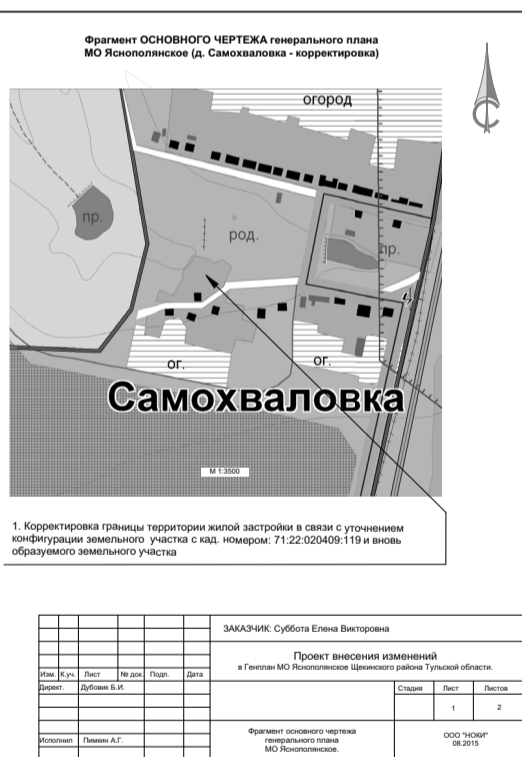 Фрагмент ОСНОВНОГО ЧЕРТЕЖА генерального плана
МО Яснополянское (д. Самохваловка - корректировка)
огород
пр.
род.
пр.
ог.
ог.
Самохваловка
М 1:3500
1. Корректировка границы территории жилой застройки в связи с уточнением
конфигурации земельного участка с кад. номером: 71:22:020409:119 и вновь
образуемого земельного участка
ЗАКАЗЧИК: Суббота Елена Викторовна
Проект внесения изменений
в Генплан МО Яснополянское Щекинского района Тульской области.
Изм. К.уч. Лист № док. Подп. Дата
Директ. Дубовик Б.И.
Стадия Лист Листов
1 2
Исполнил Пимкин А.Г.
Фрагмент основного чертежа
генерального плана
МО Яснополянское.
ООО "НОКИ"
08.2015